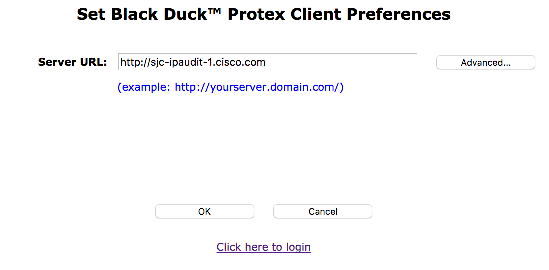 Set Black Duck™ Protex Client Preferences
Server URL: http://sjc-ipaudit-1.cisco.com Advanced...
(example: http://yourserver.domain.com/)
OK Cancel
Click here to login